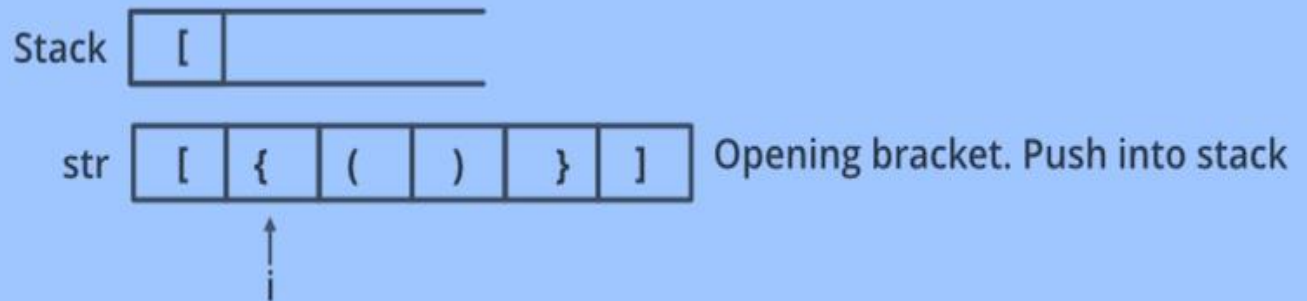 Stack [
str [ { ( ) } ] Opening bracket. Push into stack
i